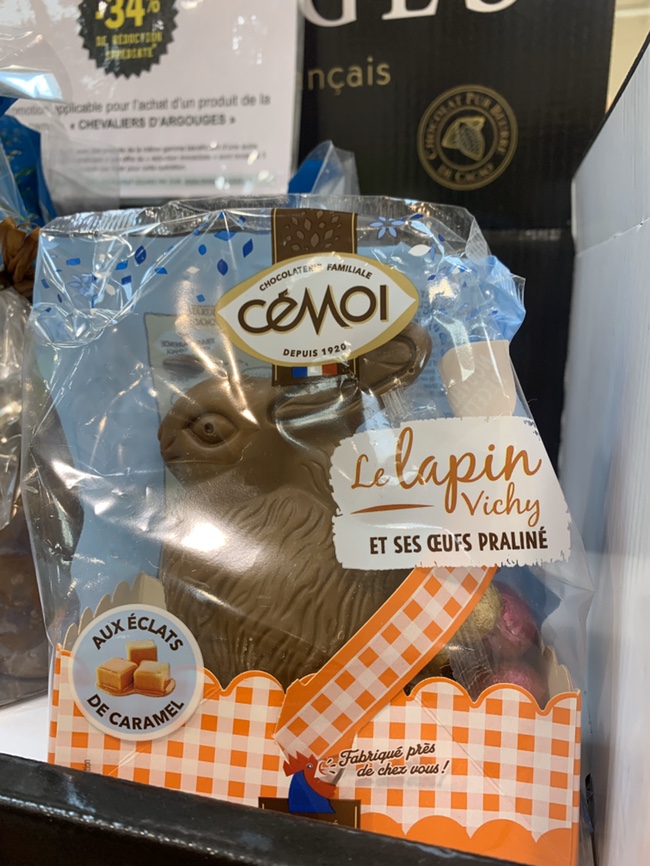 -34%
DE RÉDUCTION
IMMÉDIATE*
GES
nçais
applicable pour l'achat d'un produit de la
« CHEVALIERS D'ARGOUGES »
CHOCOLAT PUR BEURRE
DE CACAO
CHOCOLATERIE FAMILIALE
CÉMOI
DEPUIS 1920
Le lapin
Vichy
ET SES ŒUFS PRALINÉ
AUX ÉCLATS
DE CARAMEL
Fabriqué près
de chez vous !